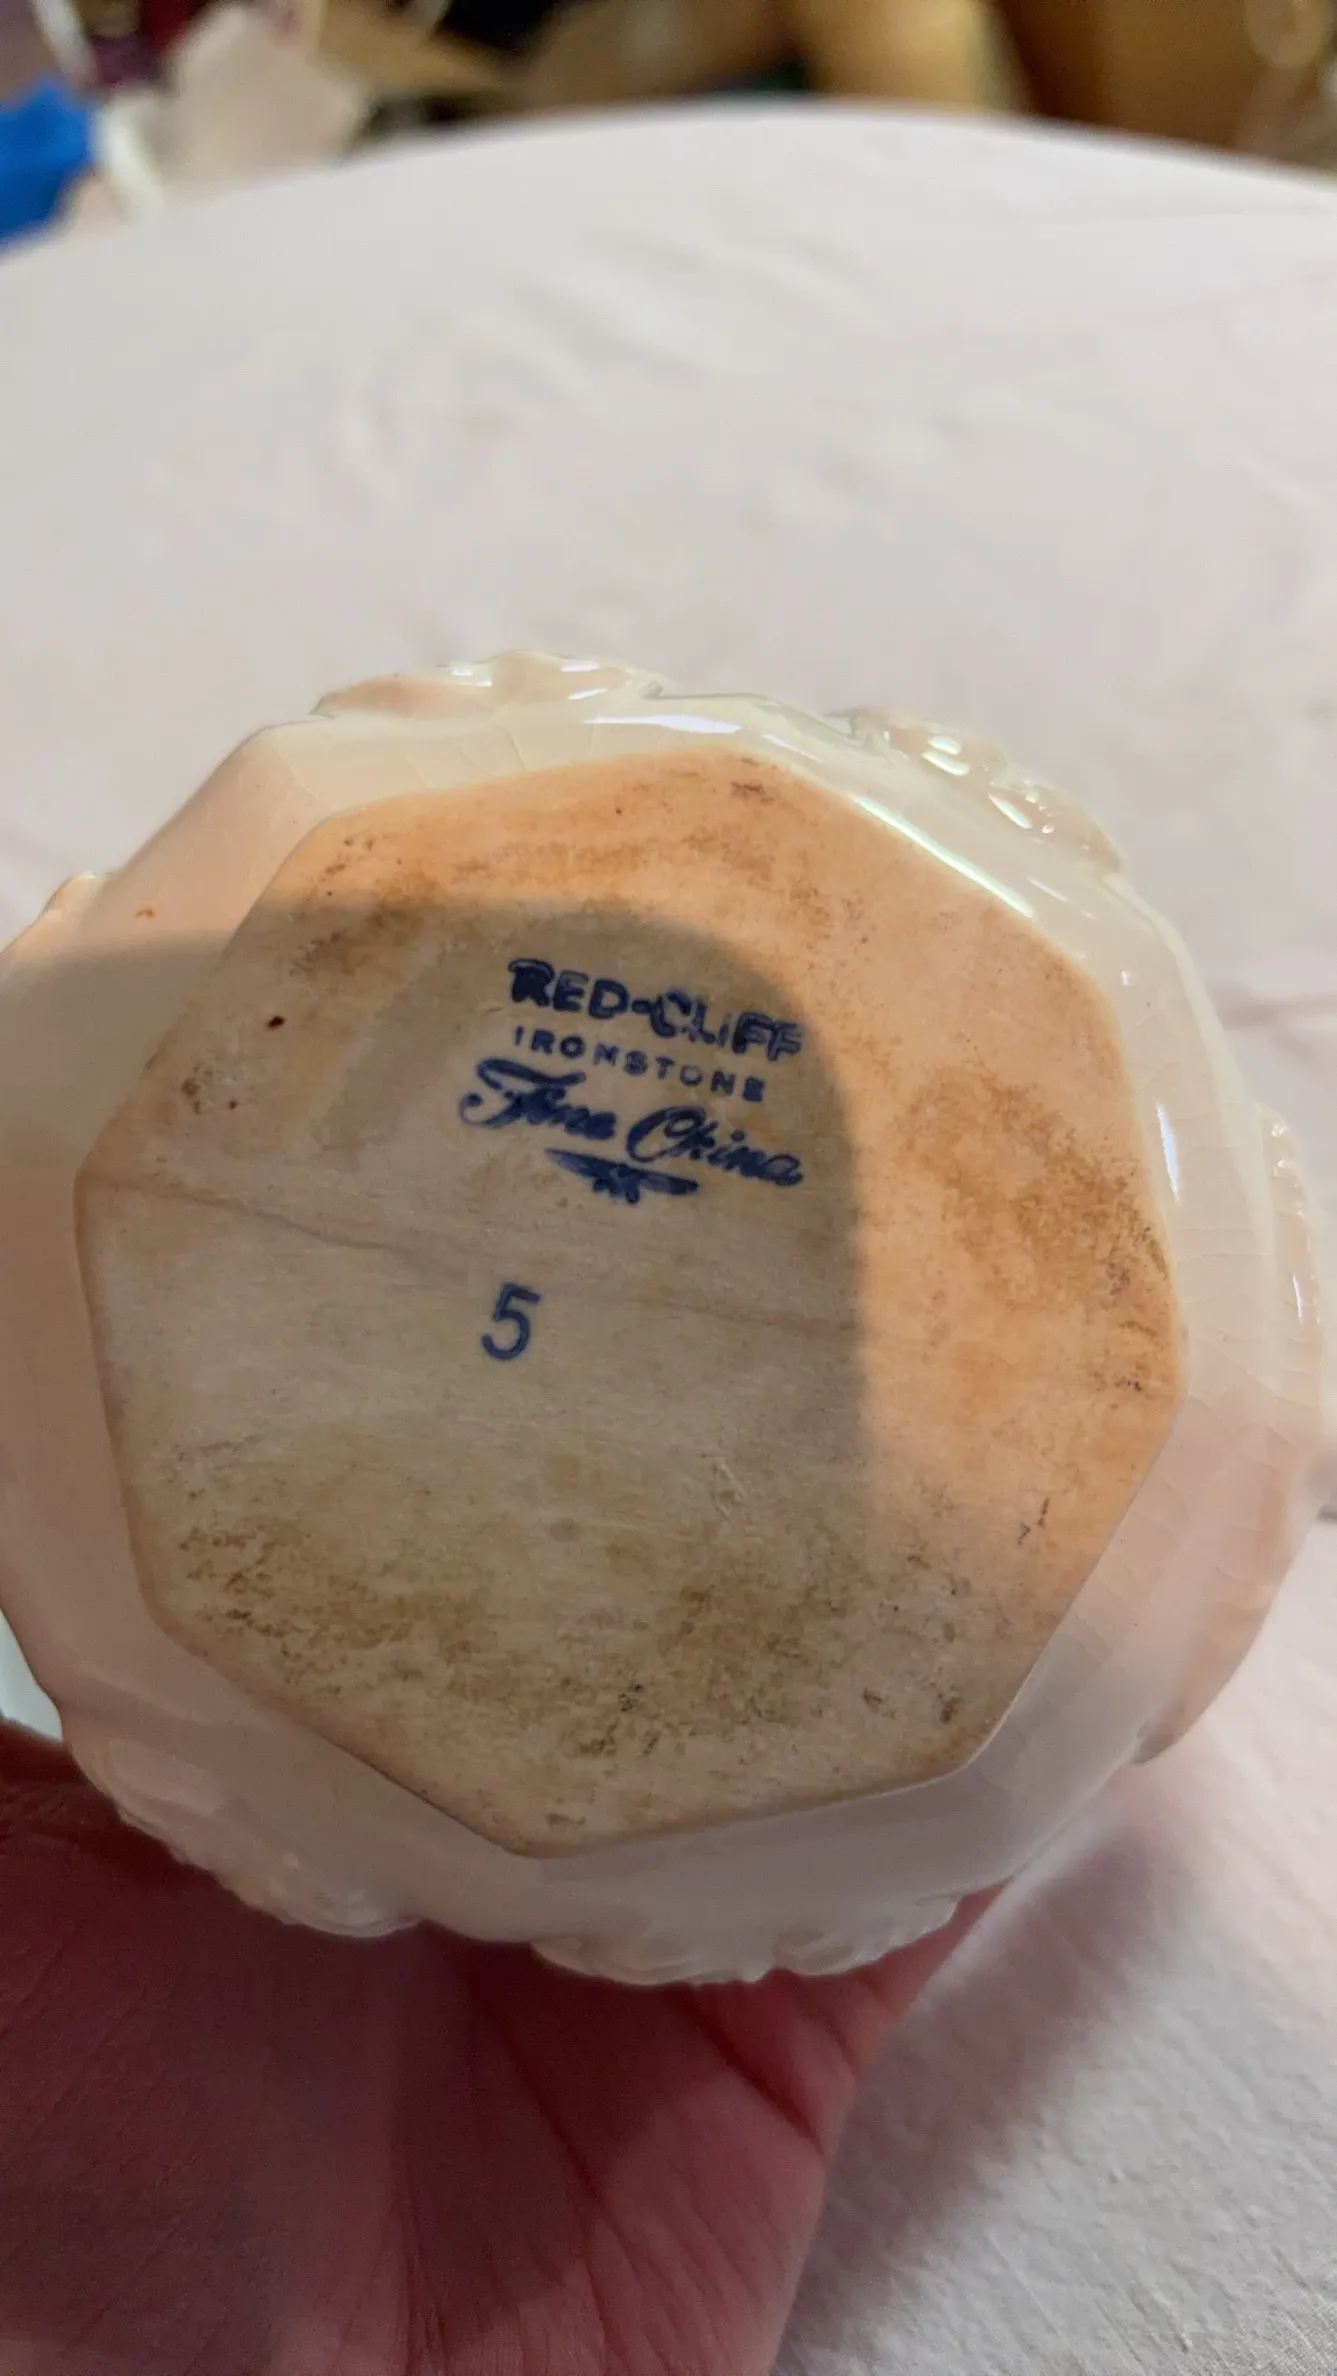 RED-CLIFF
IRONSTONE
Fine China
5